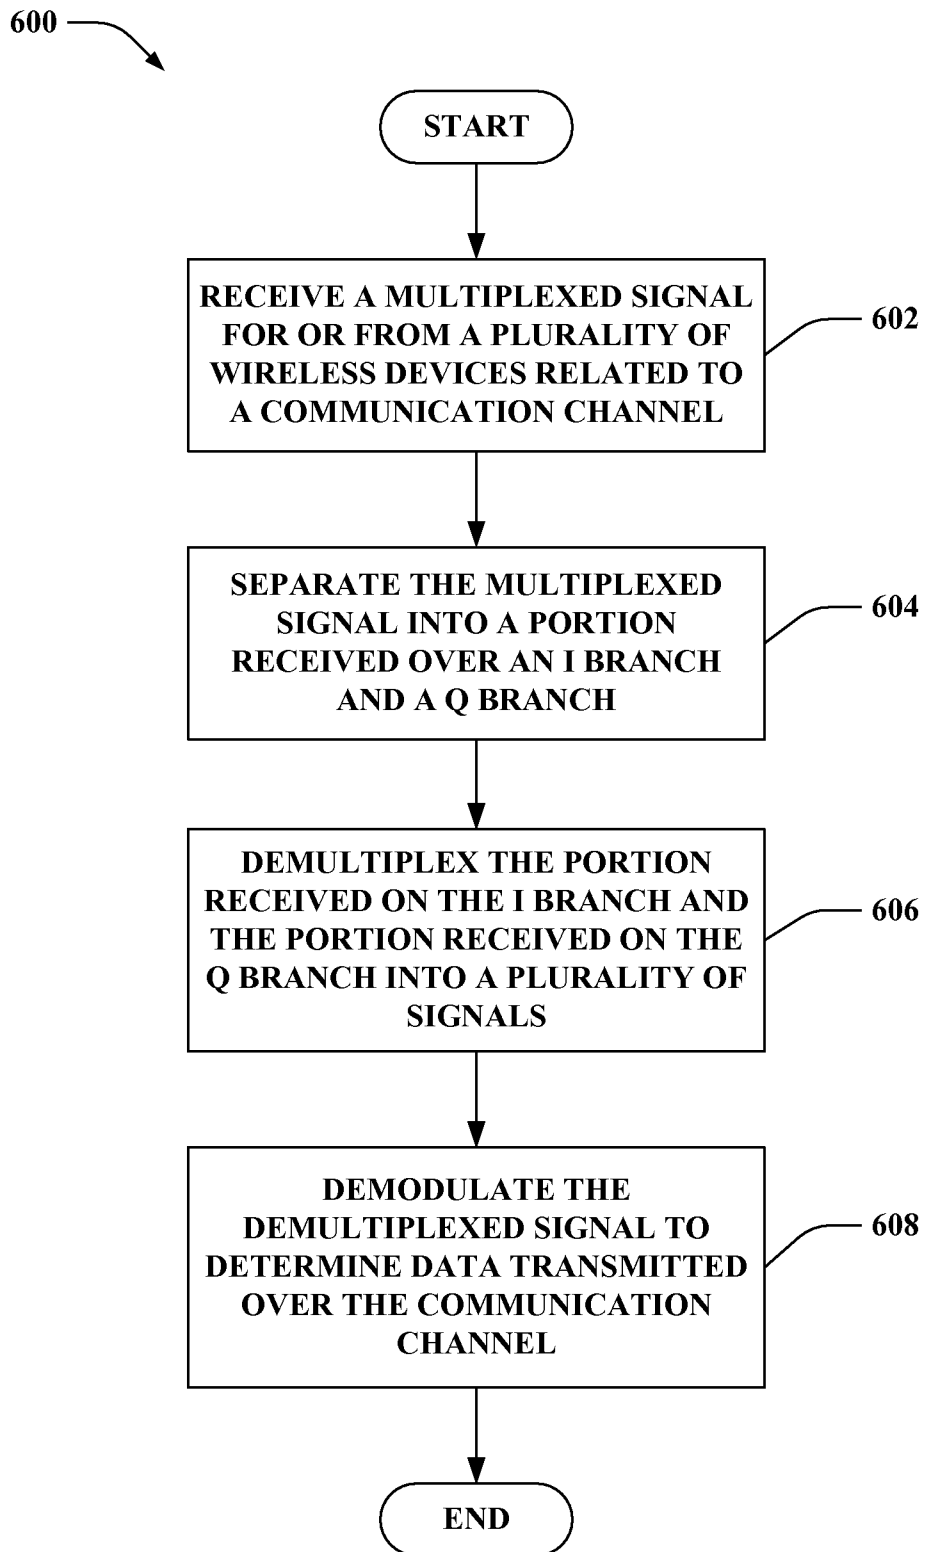 600
START
RECEIVE A MULTIPLEXED SIGNAL
FOR OR FROM A PLURALITY OF
WIRELESS DEVICES RELATED TO
A COMMUNICATION CHANNEL
602
SEPARATE THE MULTIPLEXED
SIGNAL INTO A PORTION
RECEIVED OVER AN I BRANCH
AND A Q BRANCH
604
DEMULTIPLEX THE PORTION
RECEIVED ON THE I BRANCH AND
THE PORTION RECEIVED ON THE
Q BRANCH INTO A PLURALITY OF
SIGNALS
606
DEMODULATE THE
DEMULTIPLEXED SIGNAL TO
DETERMINE DATA TRANSMITTED
OVER THE COMMUNICATION
CHANNEL
608
END